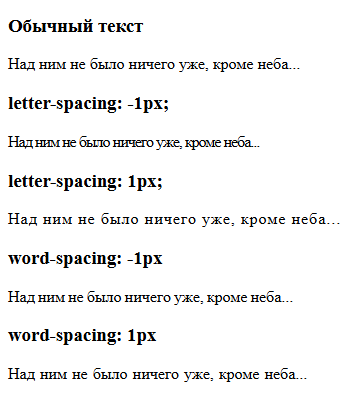 Обычный текст
Над ним не было ничего уже, кроме неба...
letter-spacing: -1px;
Над ним не было ничего уже, кроме неба...
letter-spacing: 1px;
Над ним не было ничего уже, кроме неба...
word-spacing: -1px
Над ним не было ничего уже, кроме неба...
word-spacing: 1px
Над ним не было ничего уже, кроме неба...